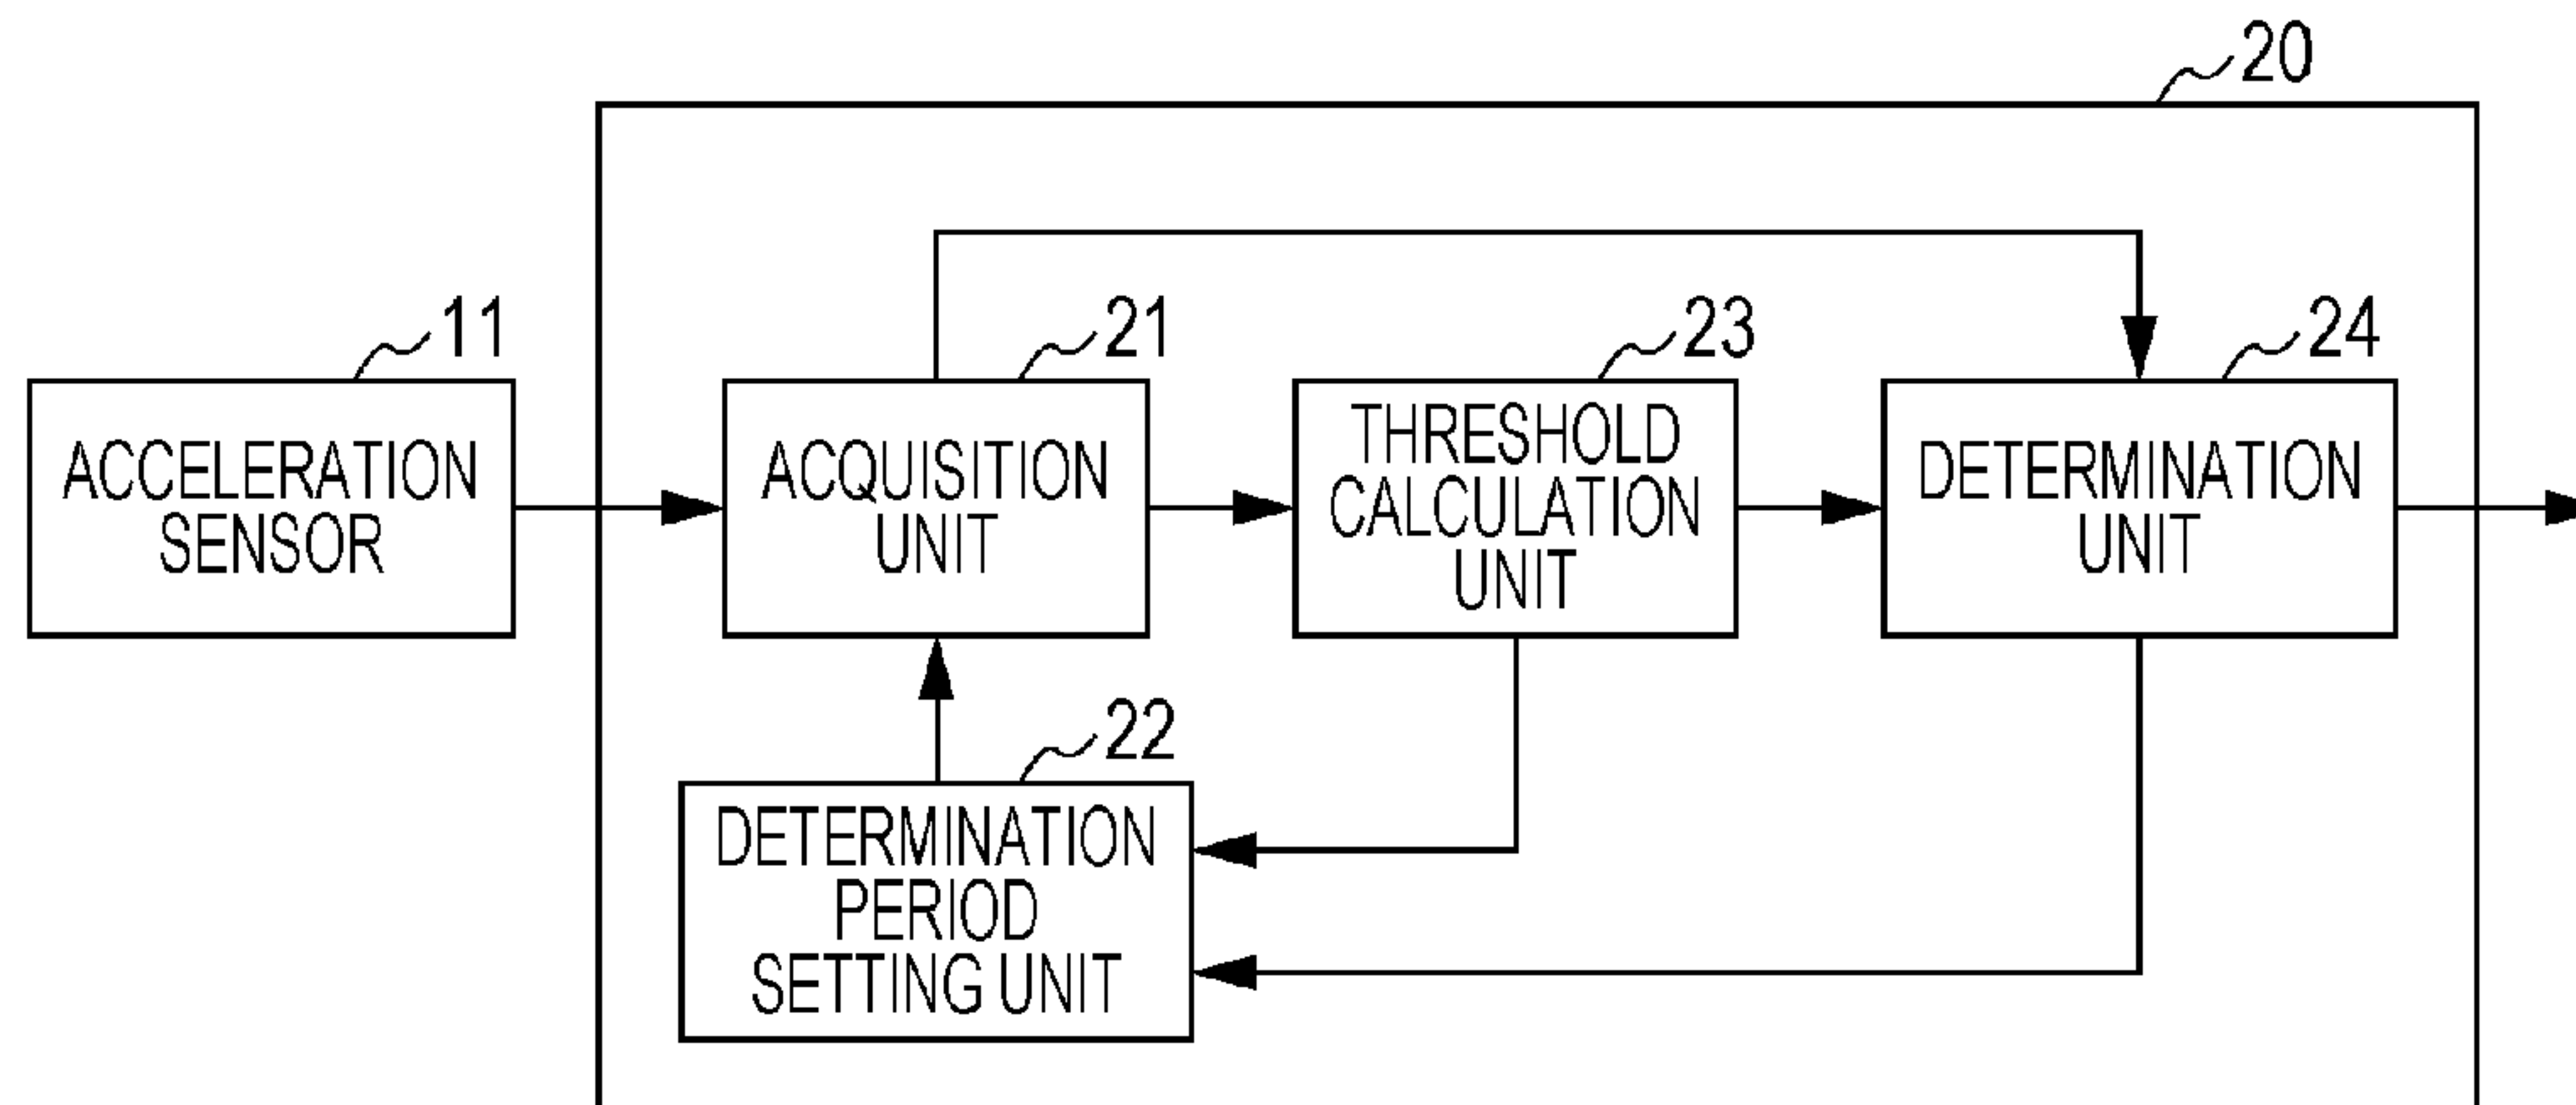 20
11
21
23
24
ACCELERATION
SENSOR
ACQUISITION
UNIT
THRESHOLD
CALCULATION
UNIT
DETERMINATION
UNIT
22
DETERMINATION
PERIOD
SETTING UNIT